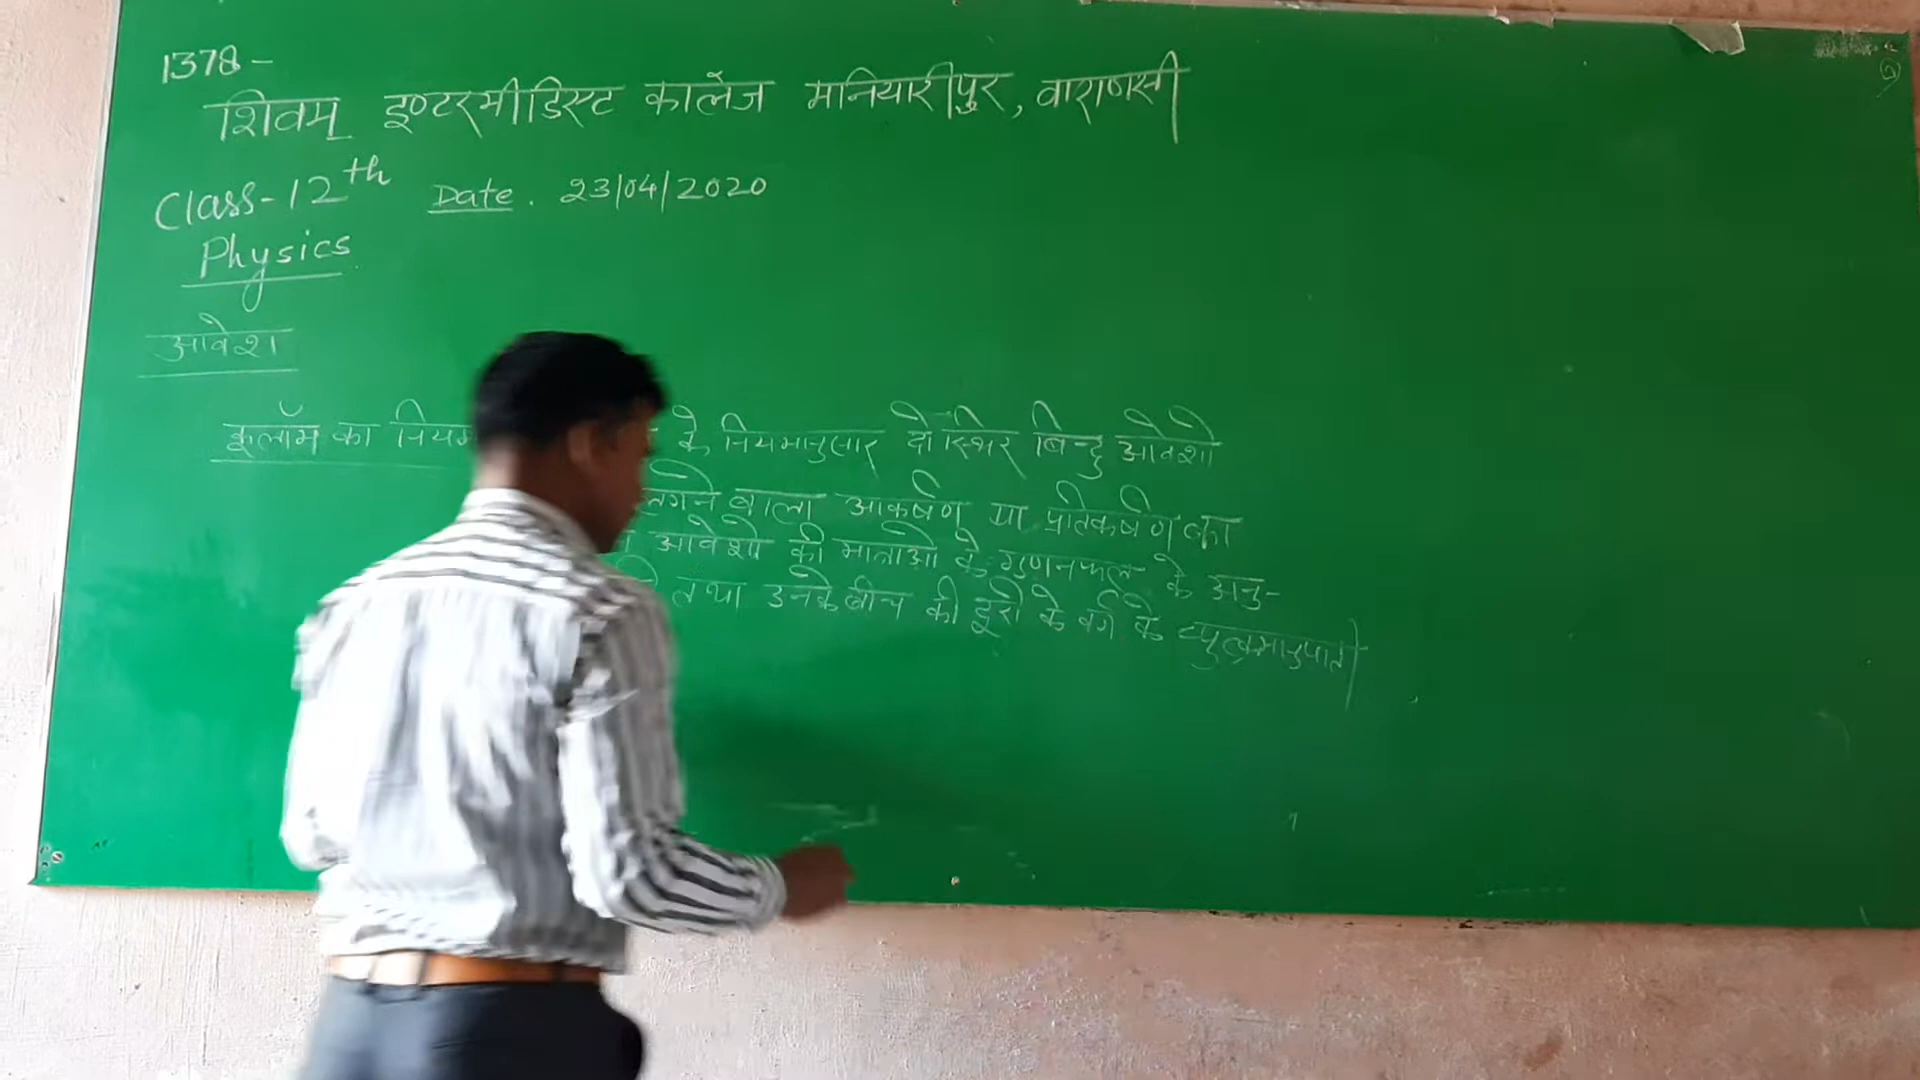 1378-
शिवम् इण्टरमीडिएट कालेज मनियारीपुर, वाराणसी
Class-12th Date. 23/04/2020
Physics
आवेश
कूलॉम का नियम के नियमानुसार दो स्थिर बिन्दु आवेशो
लगने वाला आकर्षण या प्रतिकर्षण का
आवेशो की मात्राओ के गुणनफल के अनु-
तथा उनके बीच की दूरी के वर्ग के व्युत्क्रमानुपाती